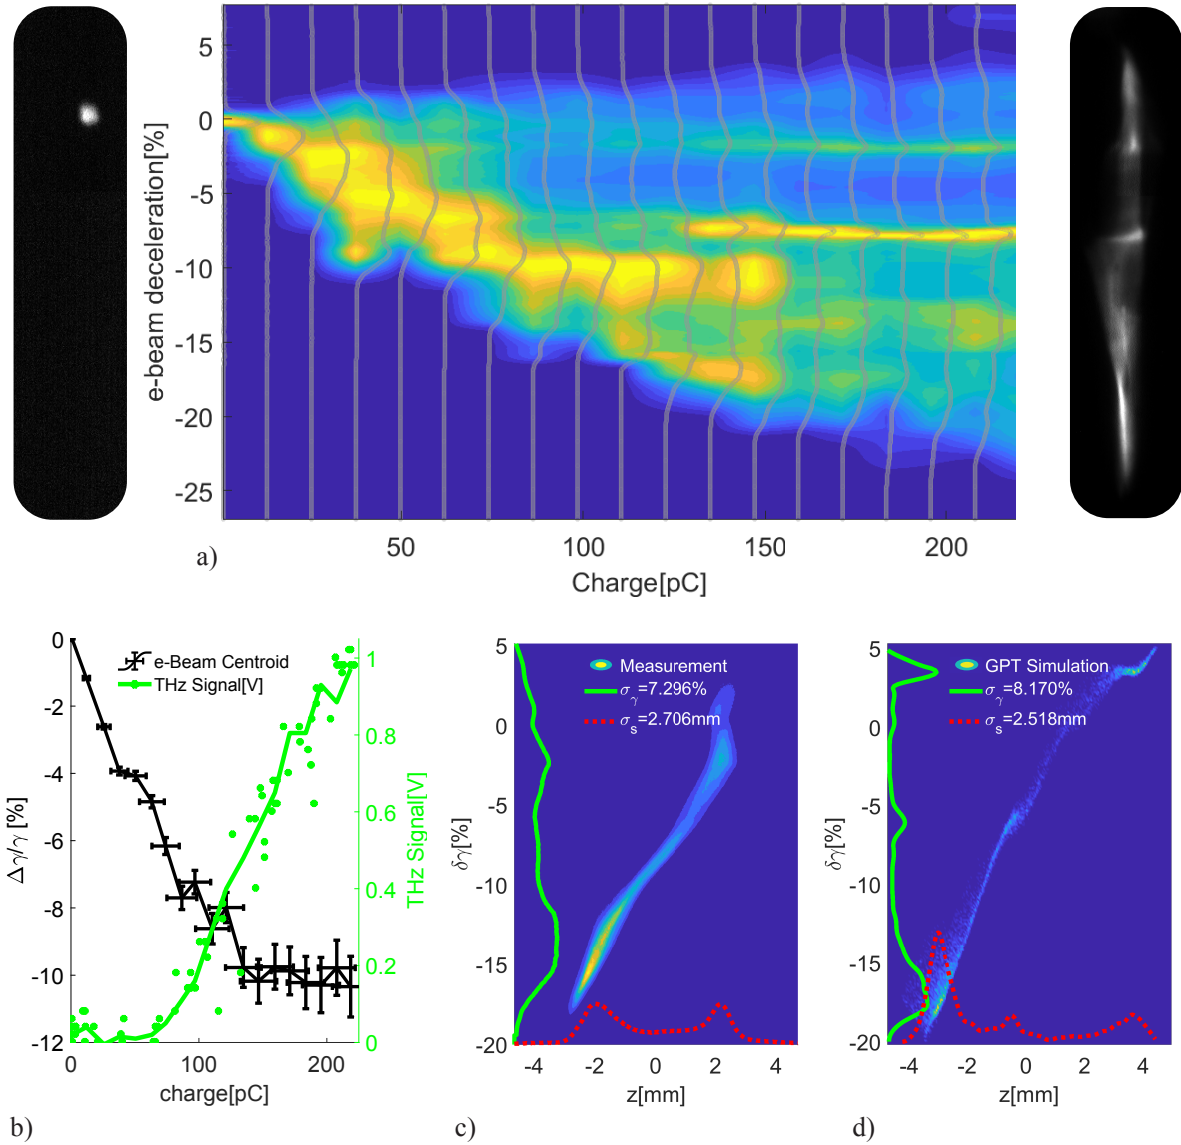 5
0
-5
-10
-15
-20
-25
e-beam deceleration[%]
50
100
150
200
Charge[pC]
a)
0
-2
-4
-6
-8
-10
-12
Δγ/γ [%]
e-Beam Centroid
THz Signal[V]
1
0.8
0.6
0.4
0.2
0
THz Signal[V]
0
100
200
charge[pC]
b)
5
0
-5
-10
-15
-20
δγ[%]
Measurement
σγ=7.296%
σs=2.706mm
-4
-2
0
2
4
z[mm]
c)
5
0
-5
-10
-15
-20
δγ[%]
GPT Simulation
σγ=8.170%
σs=2.518mm
-4
-2
0
2
4
z[mm]
d)